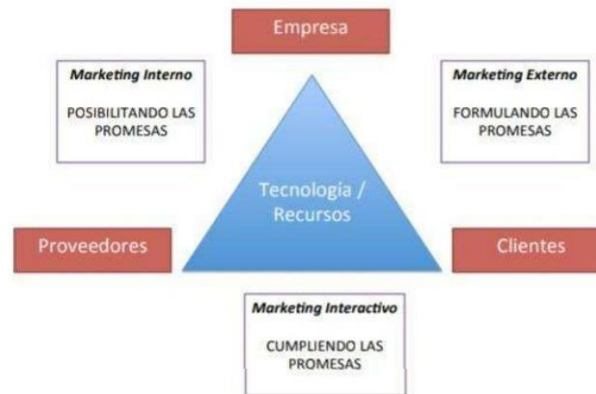 Empresa
Marketing Interno
POSIBILITANDO LAS
PROMESAS
Marketing Externo
FORMULANDO LAS
PROMESAS
Tecnología /
Recursos
Proveedores
Clientes
Marketing Interactivo
CUMPLIENDO LAS
PROMESAS